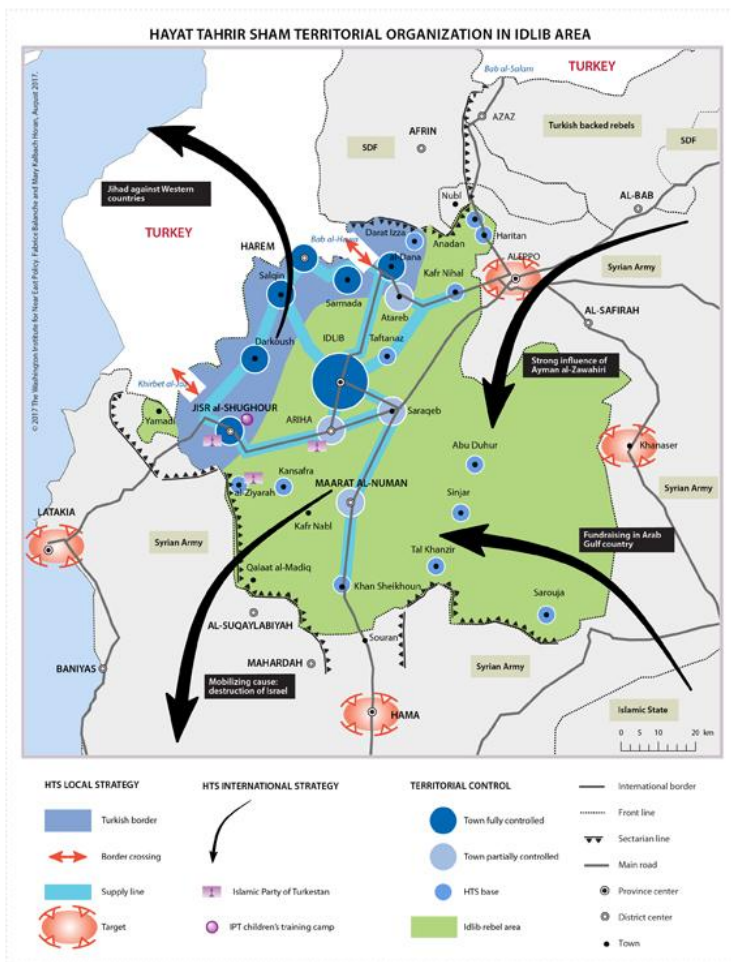 HAYAT TAHRIR SHAM TERRITORIAL ORGANIZATION IN IDLIB AREA
© 2017 The Washington Institute for Near East Policy. Fabrice Balanche and Mary Kalbach Horan, August 2017.
TURKEY
Bab al-Salam
AZAZ
Turkish backed rebels
AFRIN
SDF
SDF
Jihad against Western
countries
Nubl
AL-BAB
TURKEY
HAREM
Bab al-Hawa
Darat Izza
Anadan
Haritan
al-Dana
ALEPPO
Syrian Army
Salqin
Kafr Nihal
Sarmada
Atareb
AL-SAFIRAH
IDLIB
Taftanaz
Darkoush
Strong influence of
Ayman al-Zawahiri
Khirbet al-Joz
JISR al-SHUGHOUR
Yamadi
ARIHA
Saraqeb
Abu Duhur
Khanaser
Kansafra
al-Ziyarah
MAARAT AL-NUMAN
Sinjar
Syrian Army
LATAKIA
Syrian Army
Kafr Nabl
Fundraising in Arab
Gulf country
Tal Khanzir
Qalaat al-Madiq
Khan Sheikhoun
Sarouja
AL-SUQAYLABIYAH
Souran
BANIYAS
MAHARDAH
Syrian Army
Mobilizing cause:
destruction of Israel
HAMA
Islamic State
0 5 10 20 km
HTS LOCAL STRATEGY
Turkish border
Border crossing
Supply line
Target
HTS INTERNATIONAL STRATEGY
Islamic Party of Turkestan
IPT children's training camp
TERRITORIAL CONTROL
Town fully controlled
Town partially controlled
HTS base
Idlib rebel area
International border
Front line
Sectarian line
Main road
Province center
District center
Town